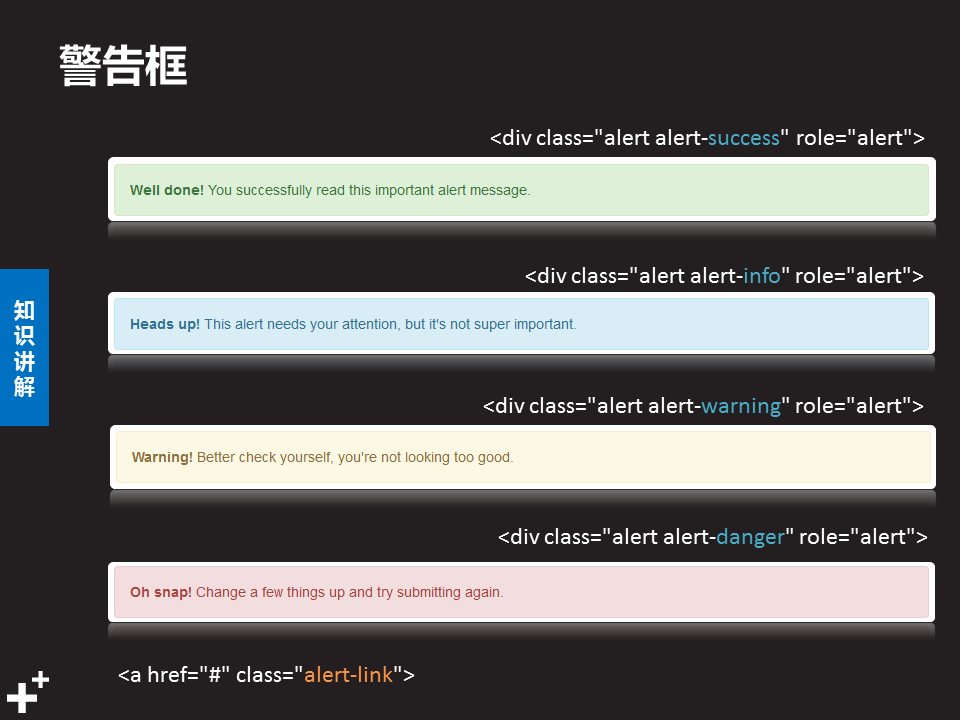 警告框
<div class="alert alert-success" role="alert">
Well done! You successfully read this important alert message.
<div class="alert alert-info" role="alert">
Heads up! This alert needs your attention, but it's not super important.
知识讲解
<div class="alert alert-warning" role="alert">
Warning! Better check yourself, you're not looking too good.
<div class="alert alert-danger" role="alert">
Oh snap! Change a few things up and try submitting again.
<a href="#" class="alert-link">